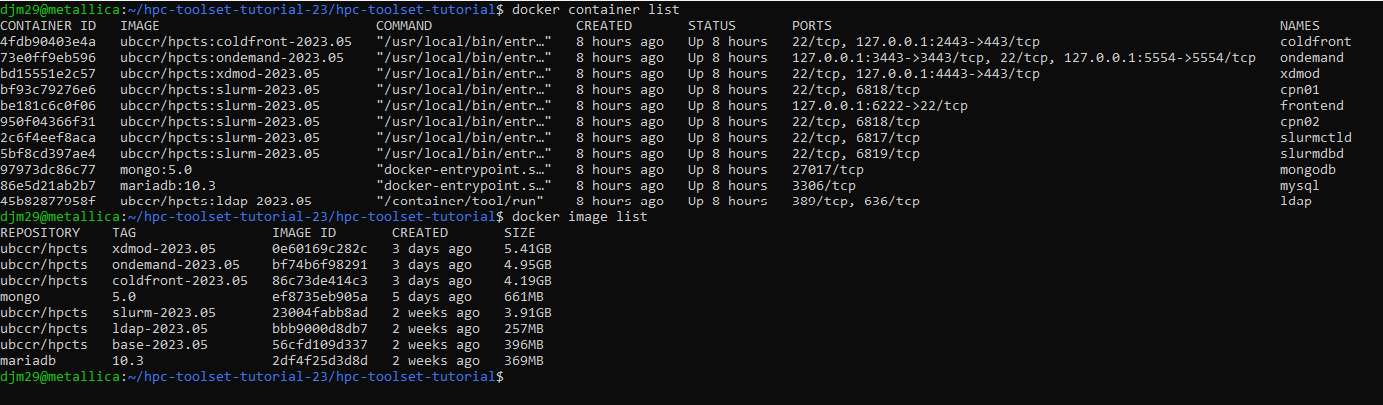 djm29@metallica:~/hpc-toolset-tutorial-23/hpc-toolset-tutorial$ docker container list
CONTAINER ID   IMAGE                           COMMAND                  CREATED       STATUS       PORTS                                                       NAMES
4fdb90403e4a   ubccr/hpcts:coldfront-2023.05   "/usr/local/bin/entr…"   8 hours ago   Up 8 hours   22/tcp, 127.0.0.1:2443->443/tcp                              coldfront
73e0ff9eb596   ubccr/hpcts:ondemand-2023.05    "/usr/local/bin/entr…"   8 hours ago   Up 8 hours   127.0.0.1:3443->3443/tcp, 22/tcp, 127.0.0.1:5554->5554/tcp   ondemand
bd15551e2c57   ubccr/hpcts:xdmod-2023.05       "/usr/local/bin/entr…"   8 hours ago   Up 8 hours   22/tcp, 127.0.0.1:4443->443/tcp                              xdmod
bf93c79276e6   ubccr/hpcts:slurm-2023.05       "/usr/local/bin/entr…"   8 hours ago   Up 8 hours   22/tcp, 6818/tcp                                             cpn01
be181c6c0f06   ubccr/hpcts:slurm-2023.05       "/usr/local/bin/entr…"   8 hours ago   Up 8 hours   127.0.0.1:6222->22/tcp                                       frontend
950f04366f31   ubccr/hpcts:slurm-2023.05       "/usr/local/bin/entr…"   8 hours ago   Up 8 hours   22/tcp, 6818/tcp                                             cpn02
2c6f4eef8aca   ubccr/hpcts:slurm-2023.05       "/usr/local/bin/entr…"   8 hours ago   Up 8 hours   22/tcp, 6817/tcp                                             slurmctld
5bf8cd397ae4   ubccr/hpcts:slurm-2023.05       "/usr/local/bin/entr…"   8 hours ago   Up 8 hours   22/tcp, 6819/tcp                                             slurmdbd
97973dc86c77   mongo:5.0                       "docker-entrypoint.s…"   8 hours ago   Up 8 hours   27017/tcp                                                    mongodb
86e5d21ab2b7   mariadb:10.3                    "docker-entrypoint.s…"   8 hours ago   Up 8 hours   3306/tcp                                                     mysql
45b82877958f   ubccr/hpcts:ldap-2023.05        "/container/tool/run"    8 hours ago   Up 8 hours   389/tcp, 636/tcp                                             ldap
djm29@metallica:~/hpc-toolset-tutorial-23/hpc-toolset-tutorial$ docker image list
REPOSITORY    TAG                 IMAGE ID       CREATED       SIZE
ubccr/hpcts   xdmod-2023.05       0e60169c282c   3 days ago    5.41GB
ubccr/hpcts   ondemand-2023.05    bf74b6f98291   4 days ago    4.95GB
ubccr/hpcts   coldfront-2023.05   86c73de414c3   3 days ago    4.19GB
mongo         5.0                 ef8735eb905a   5 days ago    661MB
ubccr/hpcts   slurm-2023.05       23004fabb8ad   2 weeks ago   3.91GB
ubccr/hpcts   ldap-2023.05        bbb9000d8db7   2 weeks ago   257MB
ubccr/hpcts   base-2023.05        56cfd109d337   2 weeks ago   396MB
mariadb       10.3                2df4f25d3d8d   2 weeks ago   369MB
djm29@metallica:~/hpc-toolset-tutorial-23/hpc-toolset-tutorial$